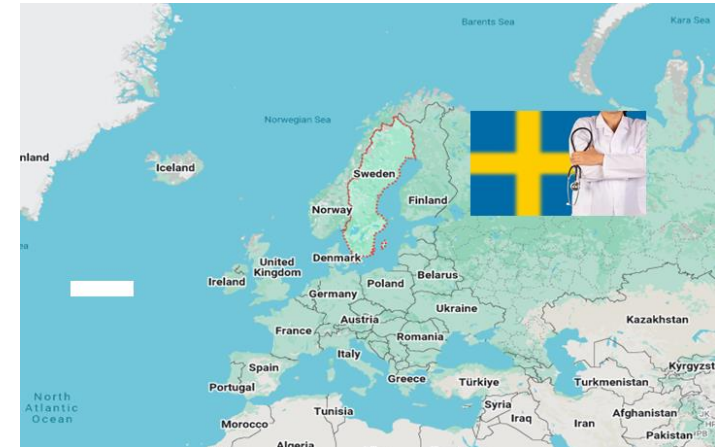 Barents Sea
Kara Sea
Norwegian Sea
Iceland
Sweden
Finland
Norway
Denmark
United
Kingdom
Ireland
Belarus
Poland
Germany
Ukraine
Austria
Kazakhstan
France
Romania
Italy
Spain
Portugal
Greece
Türkiye
Turkmenistan
North
Atlantic
Ocean
Syria
Tunisia
Morocco
Iraq
Iran
Afghanistan
Pakistan
Algeria